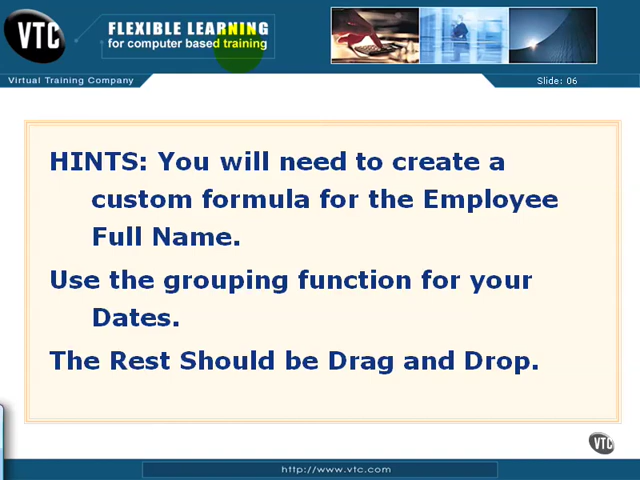 VTC
FLEXIBLE LEARNING
for computer based training
Virtual Training Company
Slide: 06
HINTS: You will need to create a
custom formula for the Employee
Full Name.
Use the grouping function for your
Dates.
The Rest Should be Drag and Drop.
VTC
http://www.vtc.com